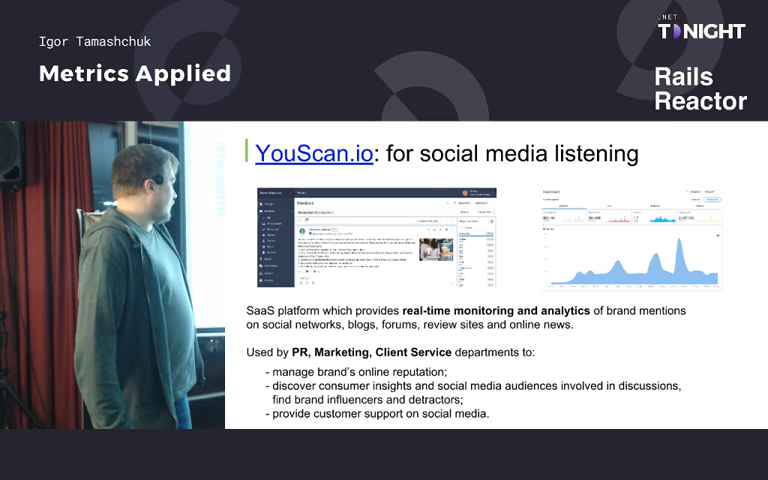 Igor Tamashchuk
Metrics Applied
.NET
TONIGHT
Rails
Reactor
YouScan.io: for social media listening
Mentions
Dashboard
SaaS platform which provides real-time monitoring and analytics of brand mentions
on social networks, blogs, forums, review sites and online news.
Used by PR, Marketing, Client Service departments to:
- manage brand's online reputation;
- discover consumer insights and social media audiences involved in discussions,
find brand influencers and detractors;
- provide customer support on social media.